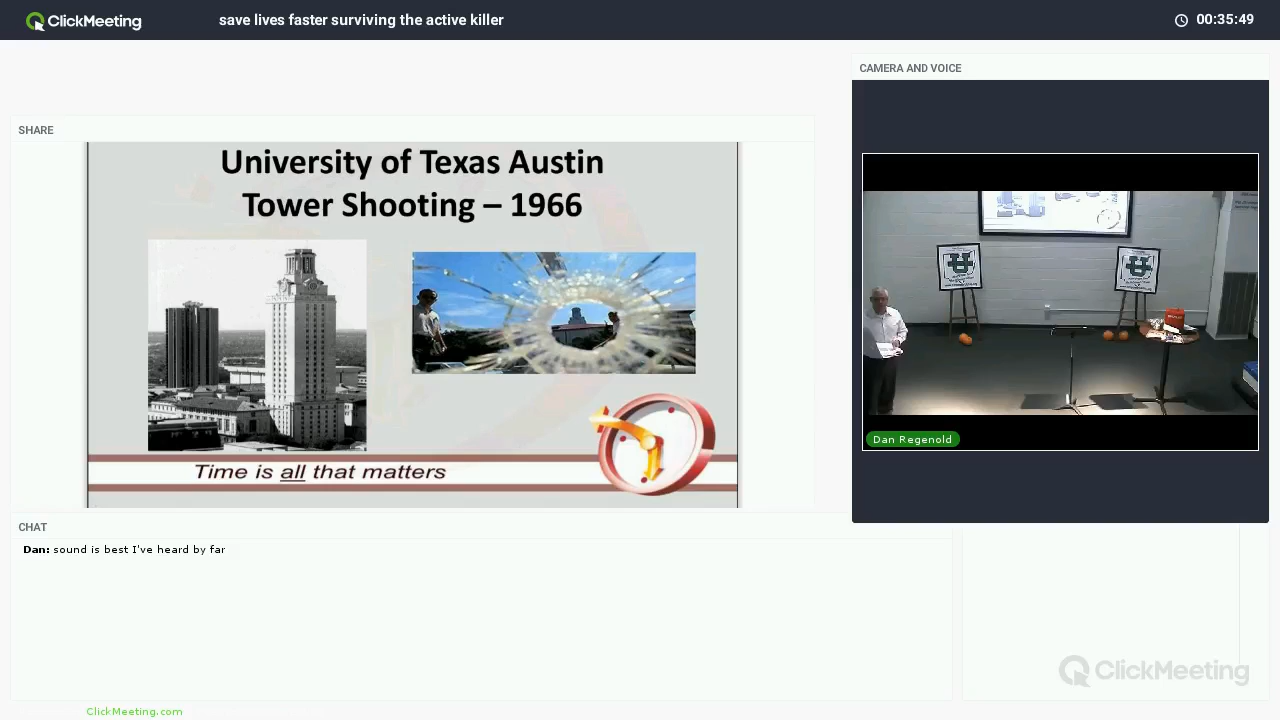 ClickMeeting
save lives faster surviving the active killer
00:35:49
CAMERA AND VOICE
SHARE
University of Texas Austin
Tower Shooting – 1966
Time is all that matters
Dan Regenold
CHAT
Dan: sound is best I've heard by far
ClickMeeting
ClickMeeting.com